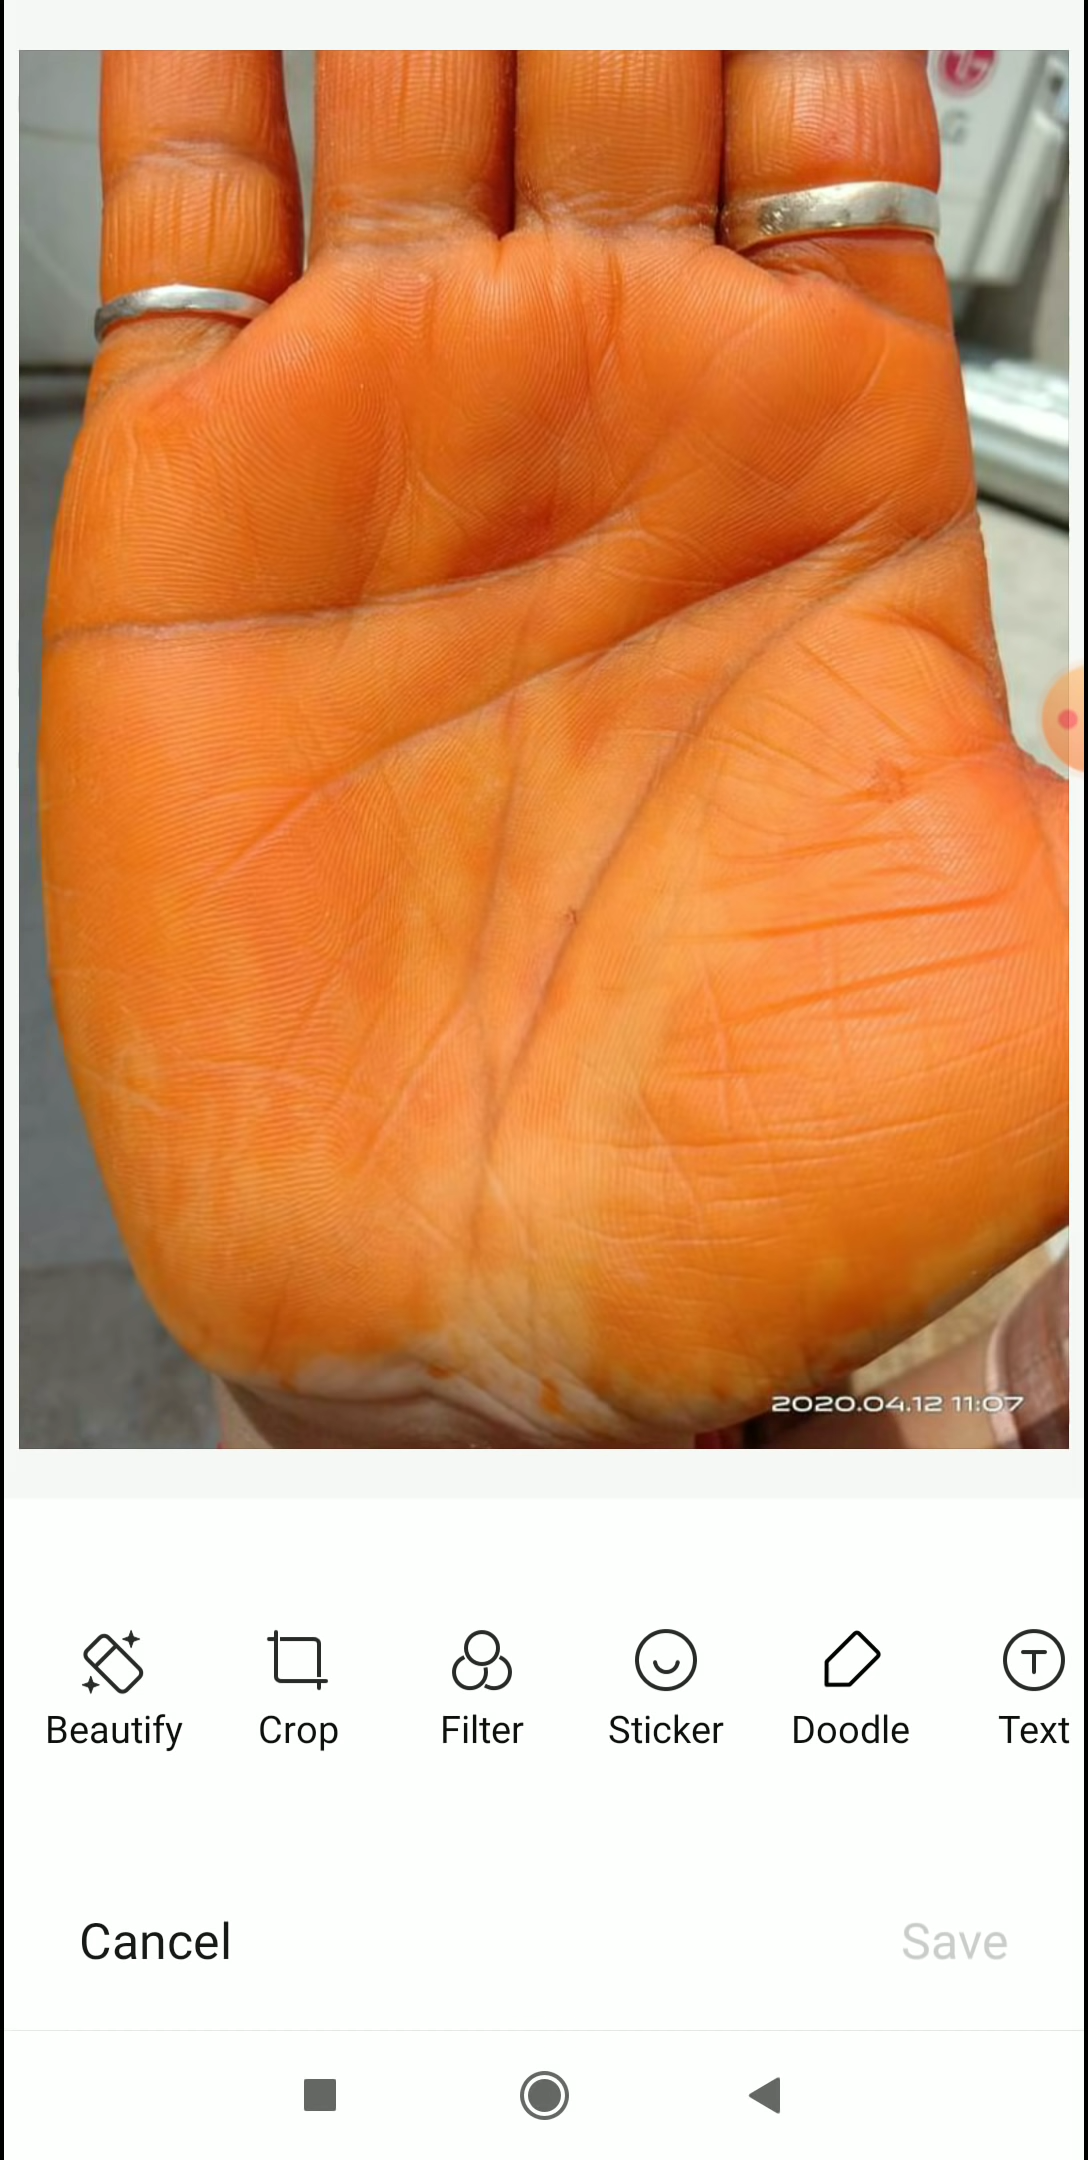 G
2020.04.12 11:07
Beautify
Crop
Filter
Sticker
Doodle
Text
Cancel
Save